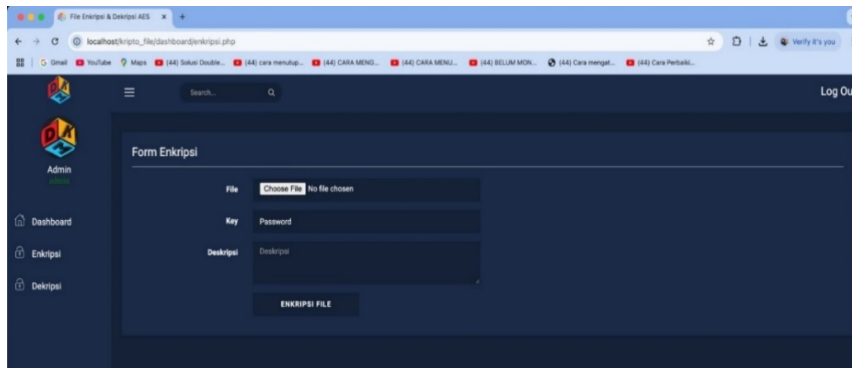 File Enkripsi & Dekripsi AES
localhost/kripto_file/dashboard/enkripsi.php
Verify it's you
Gmail
YouTube
Maps
(44) Solusi Double...
(44) cara menutup...
(44) CARA MENG...
(44) CARA MENU...
(44) BELUM MON...
(44) Cara mengat...
(44) Cara Perbaiki...
DK
Search...
Log Ou
DK
Admin
admin
Form Enkripsi
File
Choose File No file chosen
Dashboard
Key
Password
Enkripsi
Deskripsi
Deskripsi
Dekripsi
ENKRIPSI FILE